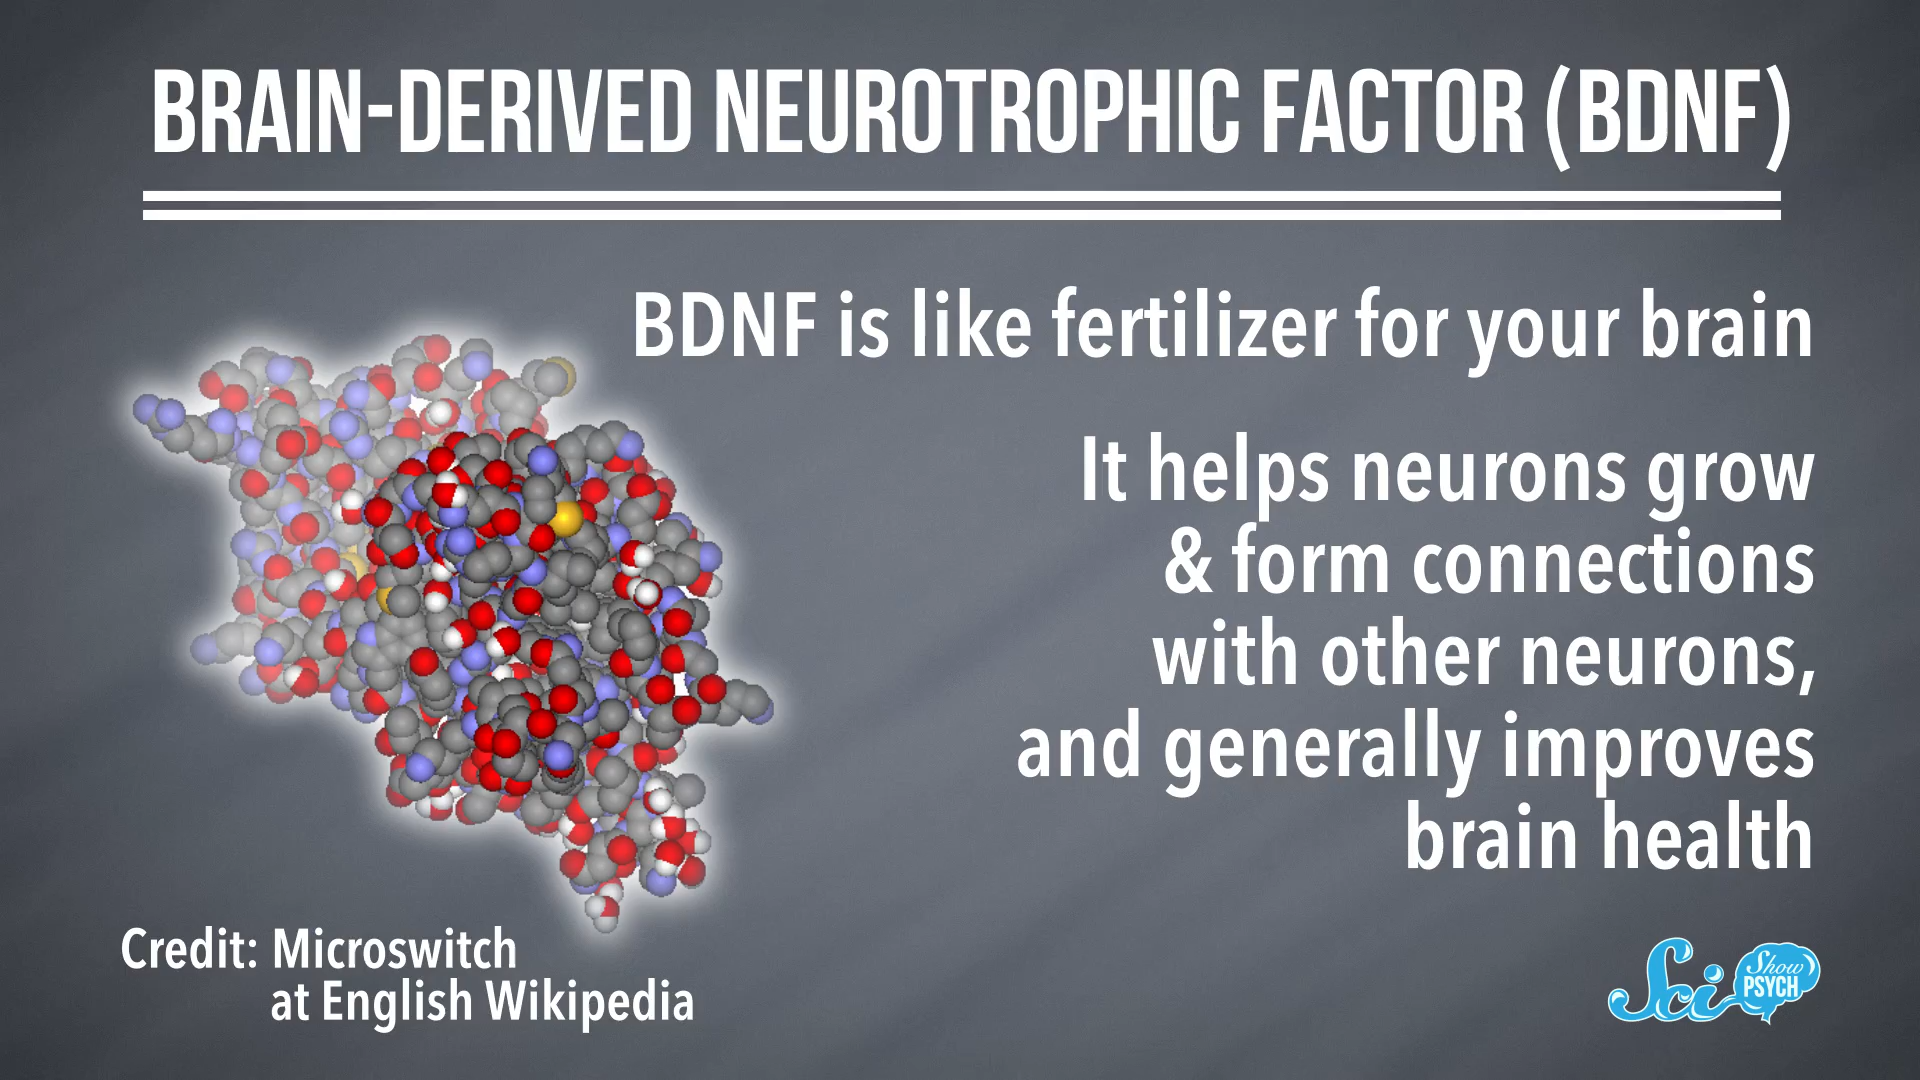 BRAIN-DERIVED NEUROTROPHIC FACTOR (BDNF)
BDNF is like fertilizer for your brain
It helps neurons grow
& form connections
with other neurons,
and generally improves
brain health
Credit: Microswitch
at English Wikipedia
Sci Show
PSYCH